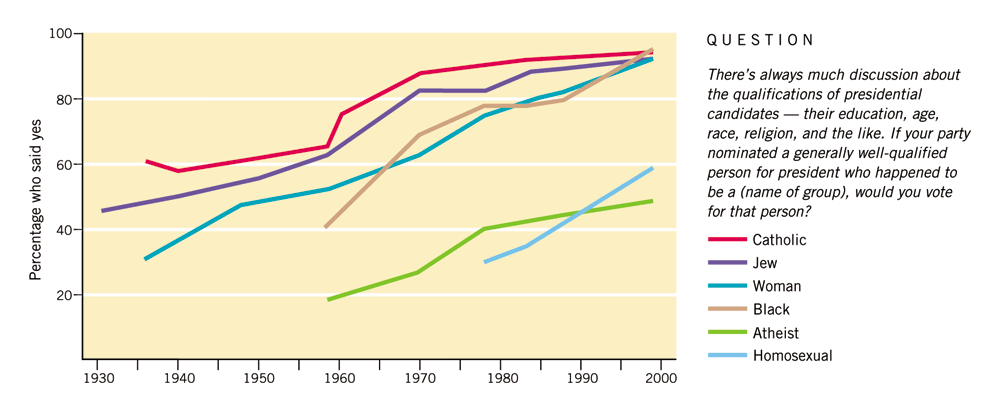 100
80
60
40
20
Percentage who said yes
1930 1940 1950 1960 1970 1980 1990 2000
QUESTION
There's always much discussion about
the qualifications of presidential
candidates — their education, age,
race, religion, and the like. If your party
nominated a generally well-qualified
person for president who happened to
be a (name of group), would you vote
for that person?
Catholic
Jew
Woman
Black
Atheist
Homosexual